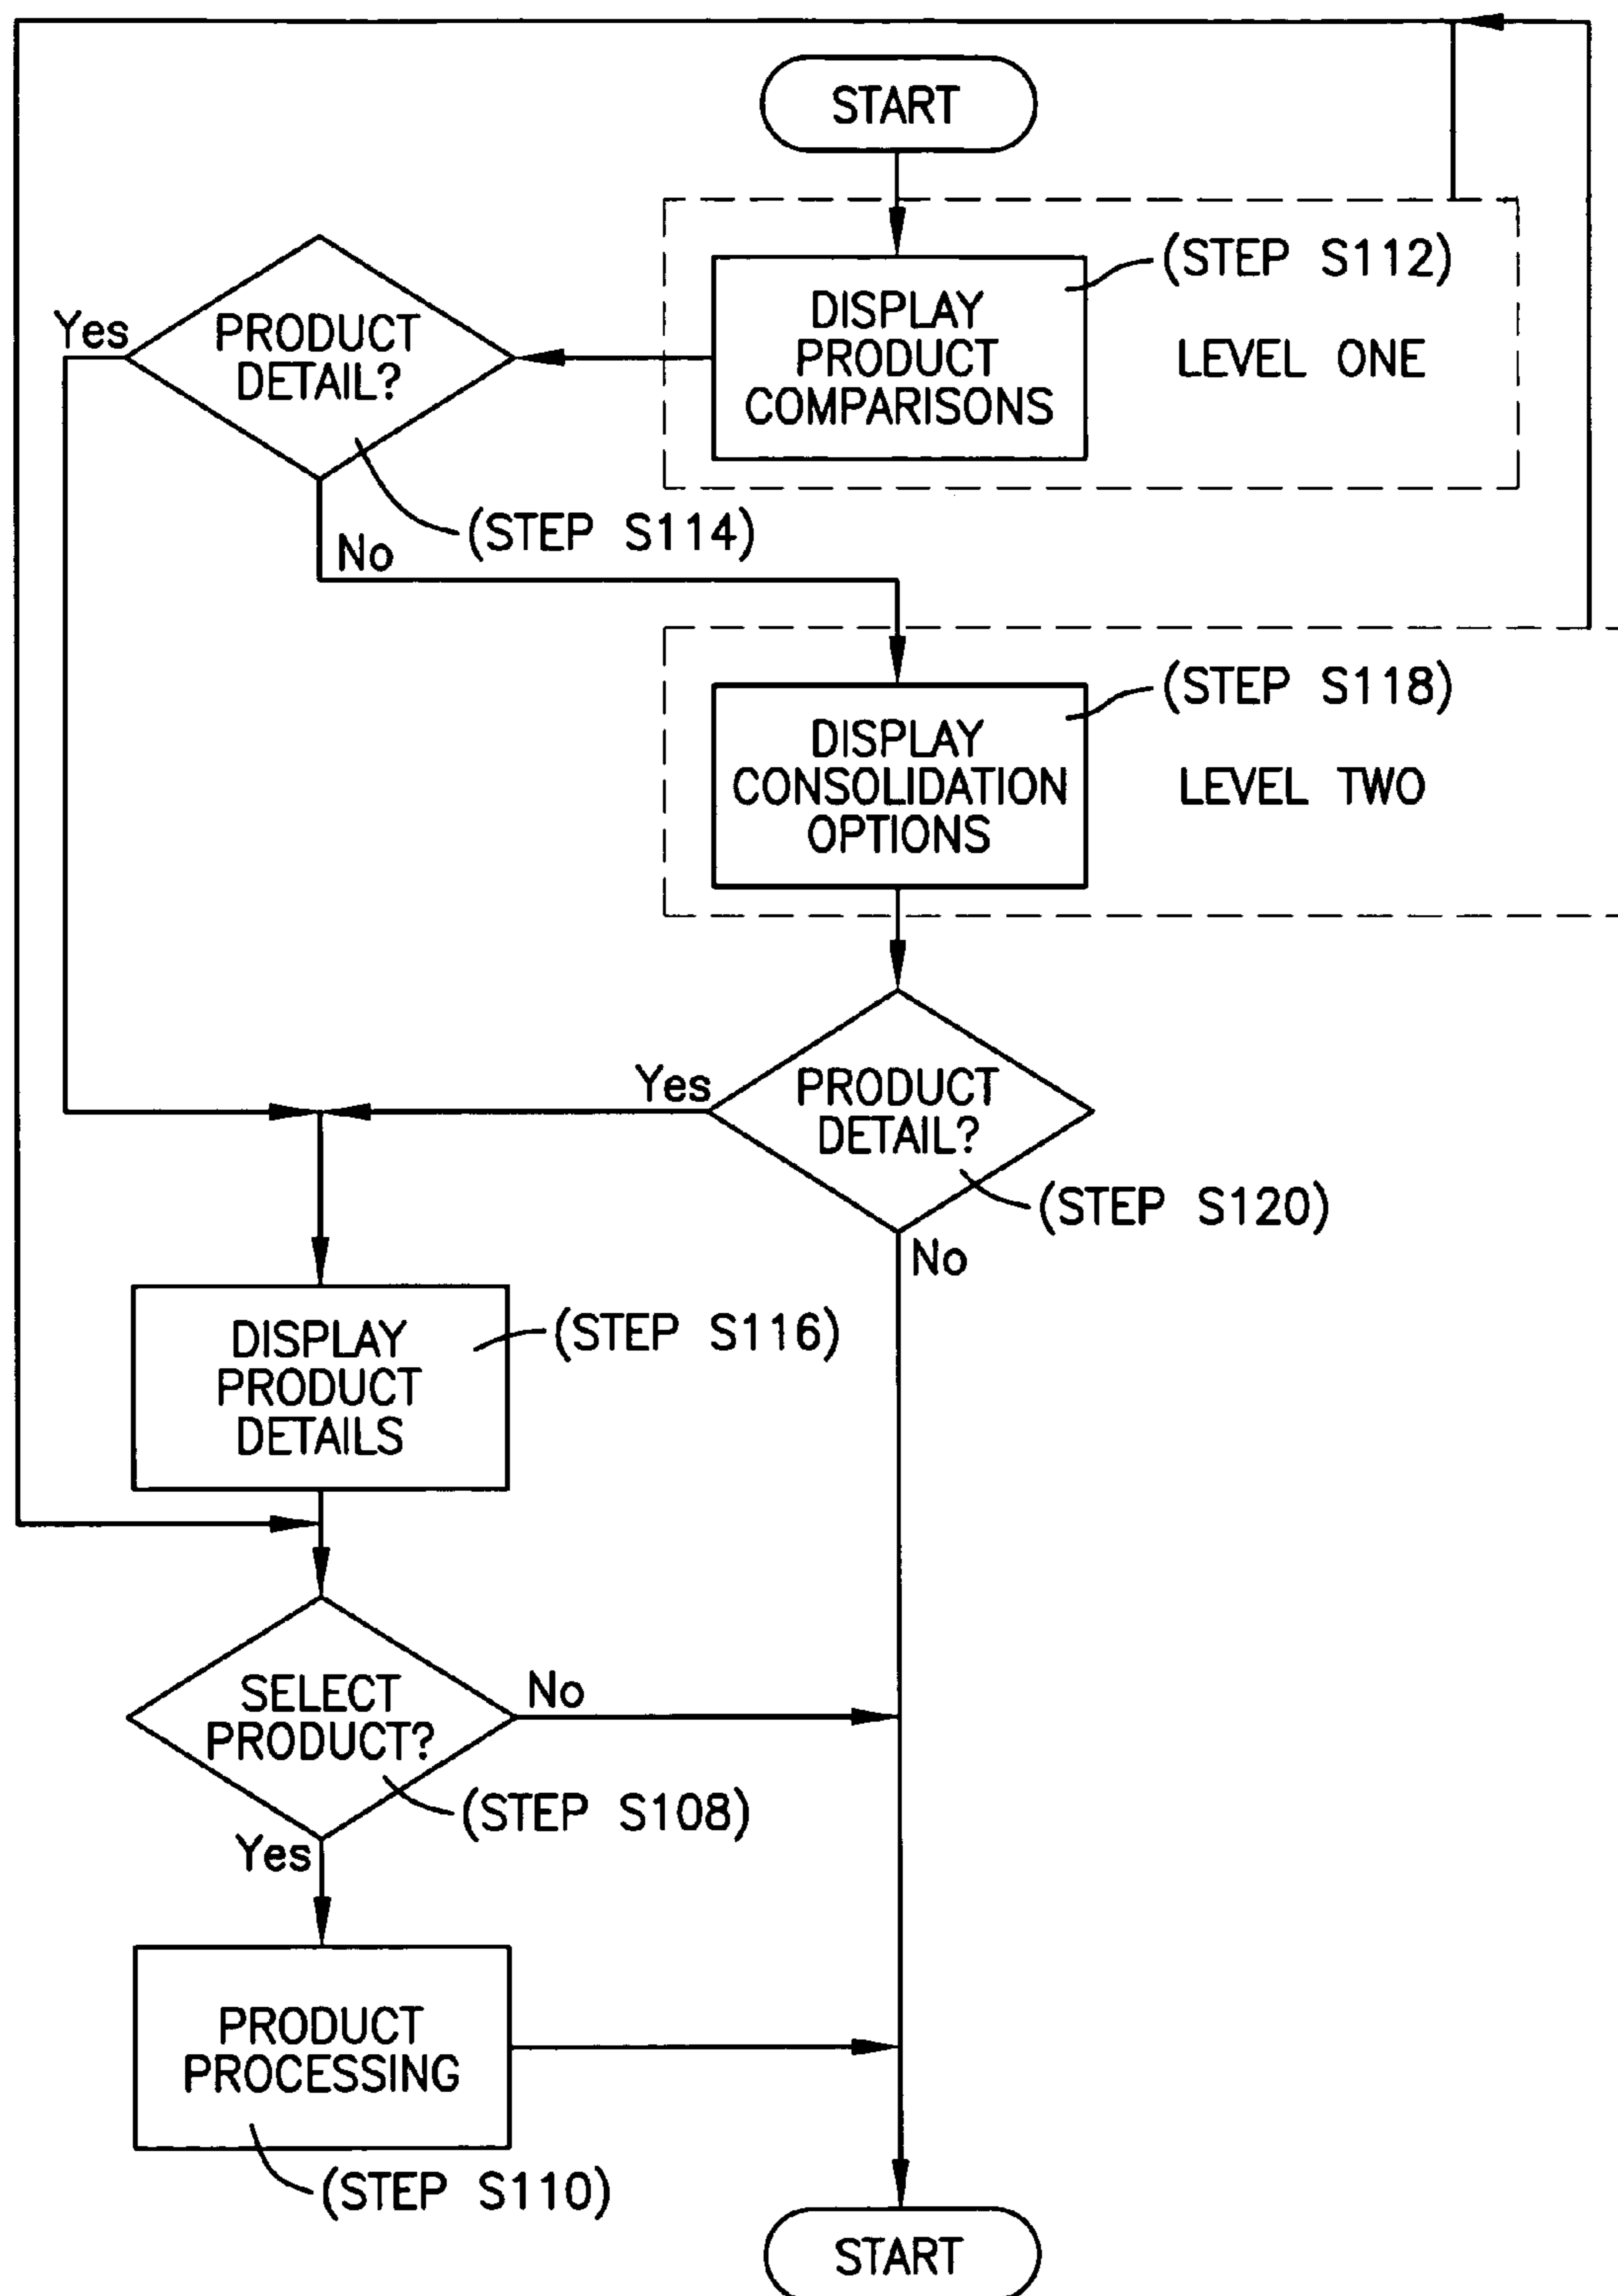 START
(STEP S112)
DISPLAY
PRODUCT
COMPARISONS
LEVEL ONE
Yes
PRODUCT
DETAIL?
(STEP S114)
No
(STEP S118)
DISPLAY
CONSOLIDATION
OPTIONS
LEVEL TWO
Yes
PRODUCT
DETAIL?
(STEP S120)
No
DISPLAY
PRODUCT
DETAILS
(STEP S116)
SELECT
PRODUCT?
No
(STEP S108)
Yes
PRODUCT
PROCESSING
(STEP S110)
START